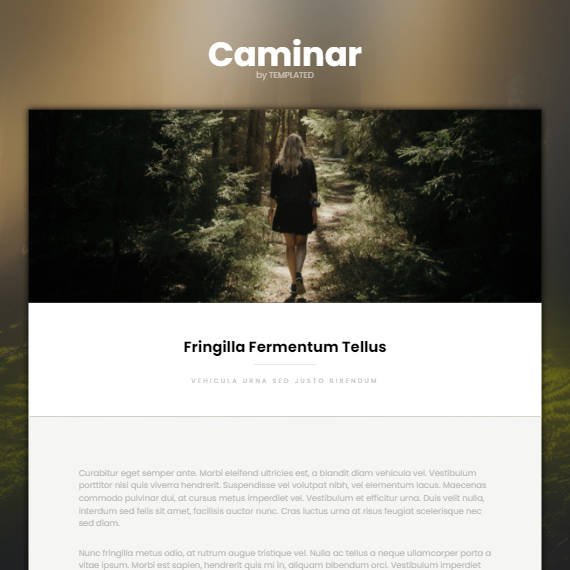 Caminar
by TEMPLATED
Fringilla Fermentum Tellus
VEHICULA URNA SED JUSTO BIBENDUM
Curabitur eget semper ante. Morbi eleifend ultricies est, a blandit diam vehicula vel. Vestibulum
porttitor nisi quis viverra hendrerit. Suspendisse vel volutpat nibh, vel elementum lacus. Maecenas
commodo pulvinar dui, at cursus metus imperdiet vel. Vestibulum et efficitur urna. Duis velit nulla,
interdum sed felis sit amet, facilisis auctor nunc. Cras luctus urna at risus feugiat scelerisque nec
sed diam.
Nunc fringilla metus odio, at rutrum augue tristique vel. Nulla ac tellus a neque ullamcorper porta a
vitae ipsum. Morbi est sapien, hendrerit quis mi in, aliquam bibendum orci. Vestibulum imperdiet